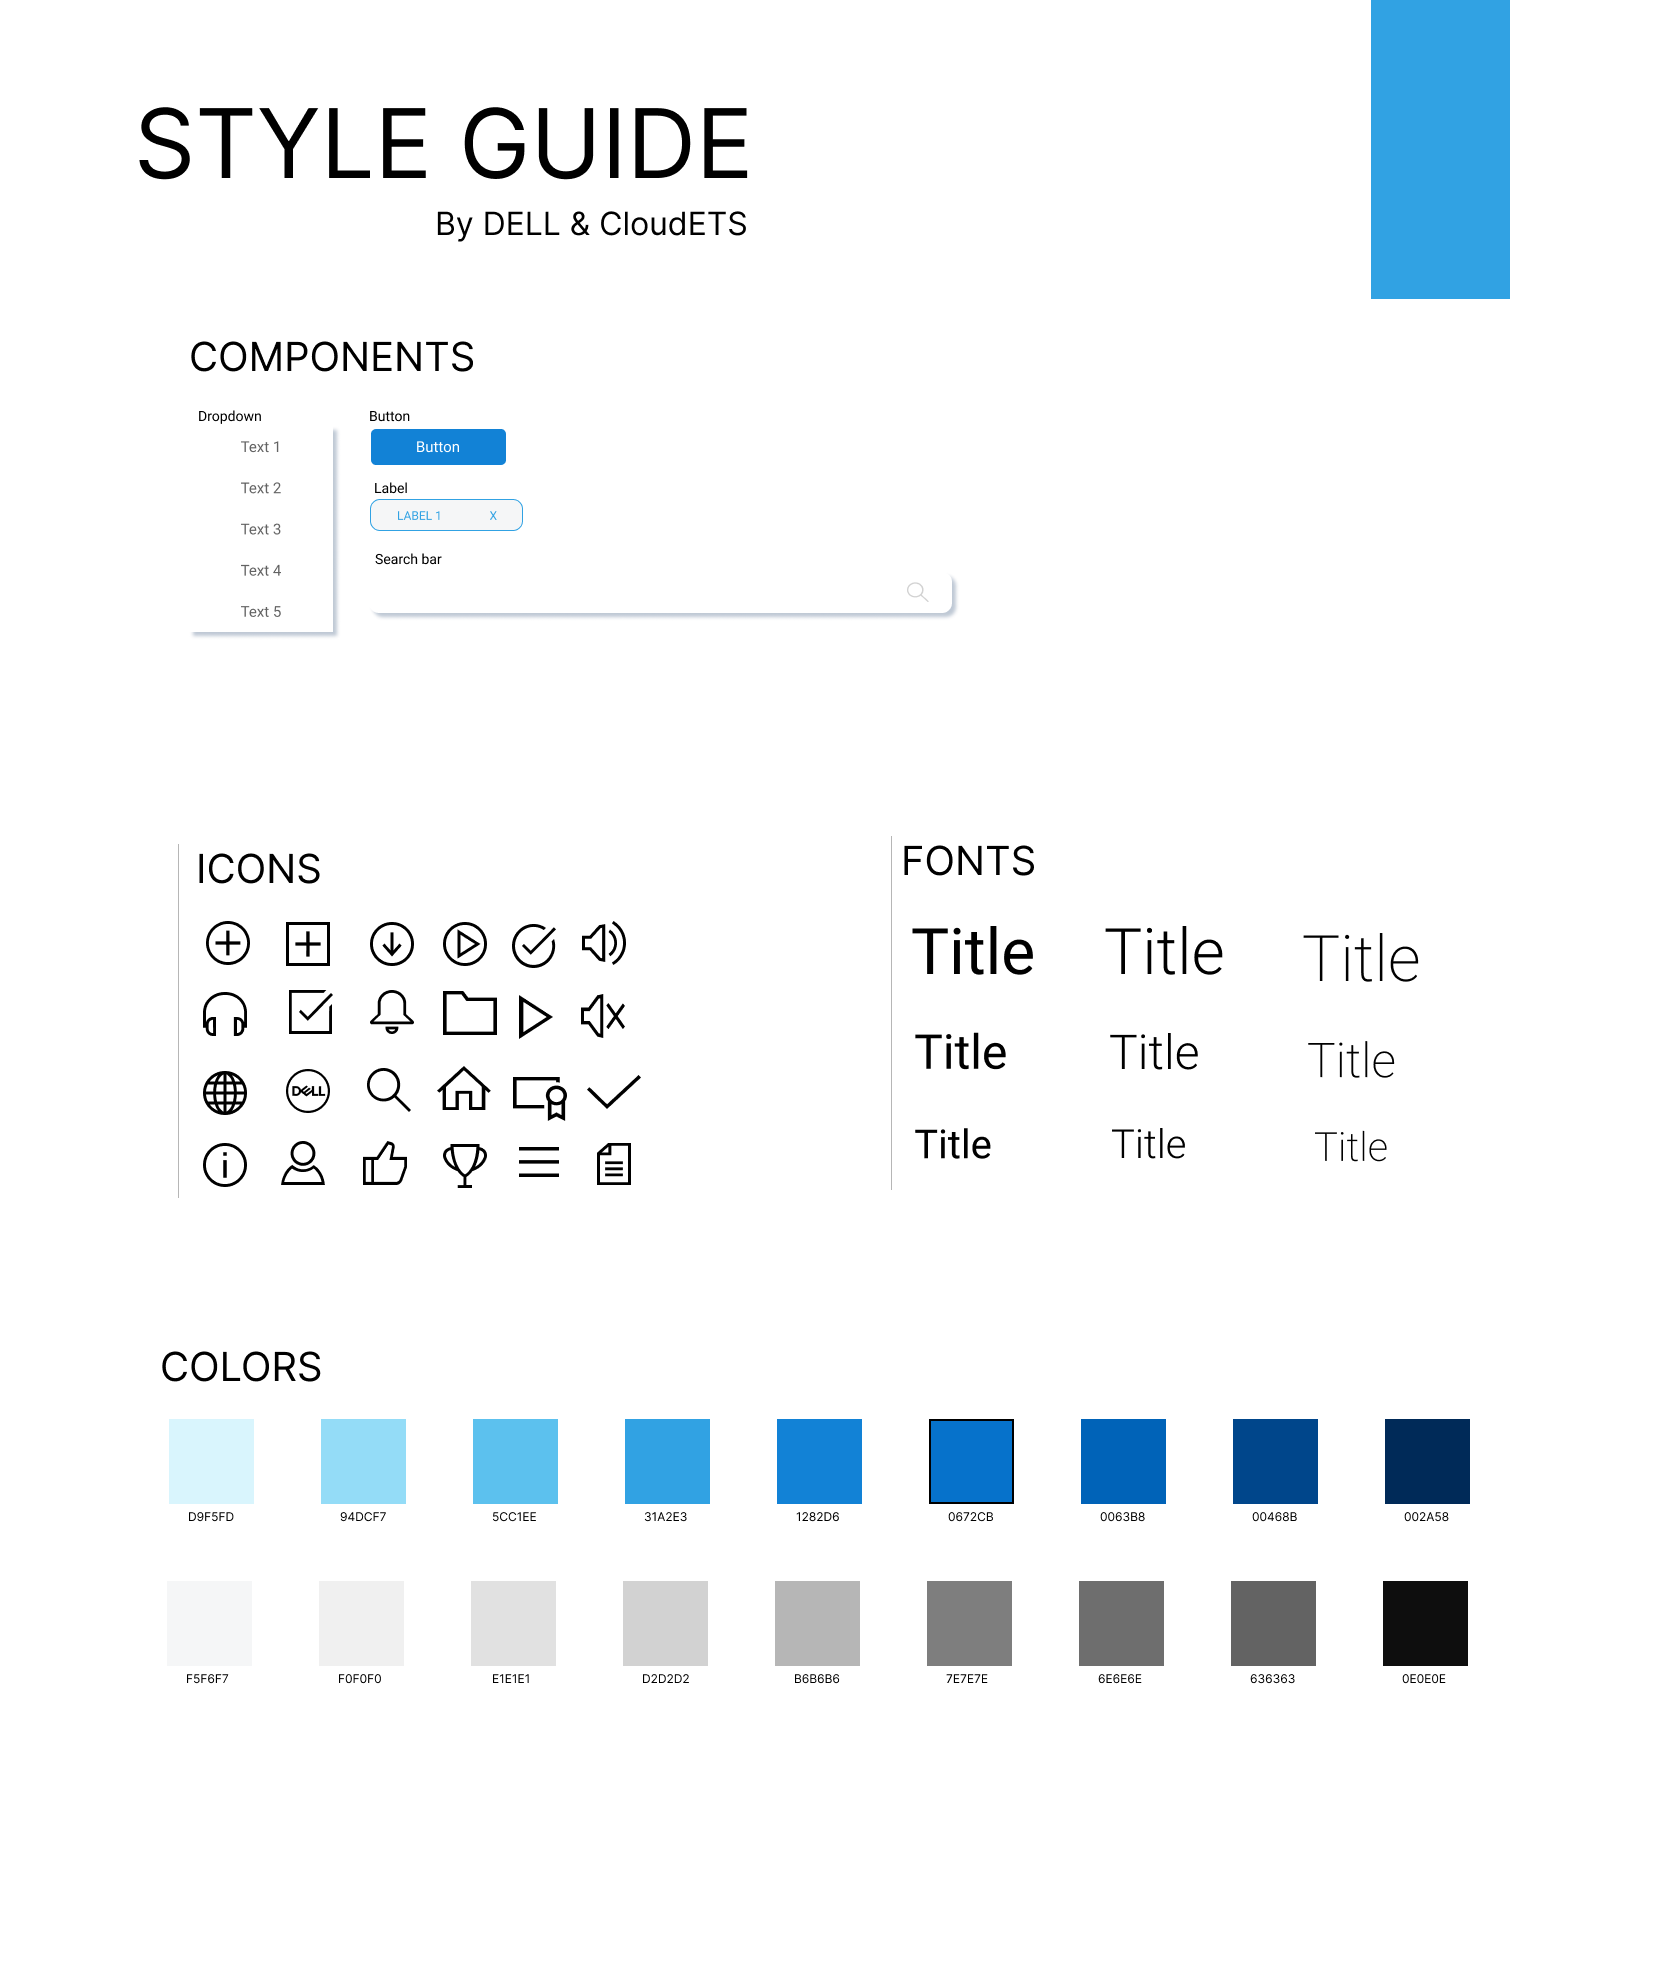 STYLE GUIDE
By DELL & CloudETS
COMPONENTS
Dropdown
Text 1
Text 2
Text 3
Text 4
Text 5
Button
Button
Label
LABEL 1 X
Search bar
ICONS
DELL
FONTS
Title Title Title
Title Title Title
Title Title Title
COLORS
D9F5FD 94DCF7 5CC1EE 31A2E3 1282D6 0672CB 0063B8 00468B 002A58
F5F6F7 F0F0F0 E1E1E1 D2D2D2 B6B6B6 7E7E7E 6E6E6E 636363 0E0E0E